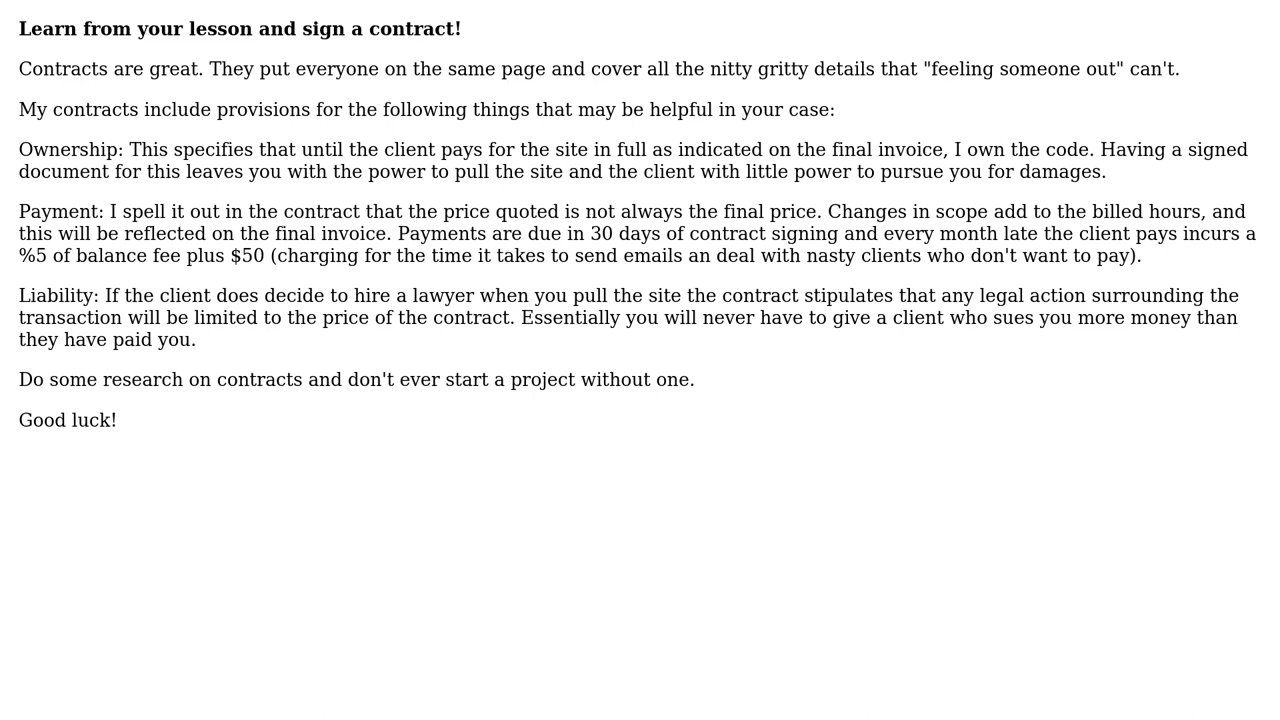 Learn from your lesson and sign a contract!
Contracts are great. They put everyone on the same page and cover all the nitty gritty details that "feeling someone out" can't.
My contracts include provisions for the following things that may be helpful in your case:
Ownership: This specifies that until the client pays for the site in full as indicated on the final invoice, I own the code. Having a signed
document for this leaves you with the power to pull the site and the client with little power to pursue you for damages.
Payment: I spell it out in the contract that the price quoted is not always the final price. Changes in scope add to the billed hours, and
this will be reflected on the final invoice. Payments are due in 30 days of contract signing and every month late the client pays incurs a
%5 of balance fee plus $50 (charging for the time it takes to send emails an deal with nasty clients who don't want to pay).
Liability: If the client does decide to hire a lawyer when you pull the site the contract stipulates that any legal action surrounding the
transaction will be limited to the price of the contract. Essentially you will never have to give a client who sues you more money than
they have paid you.
Do some research on contracts and don't ever start a project without one.
Good luck!